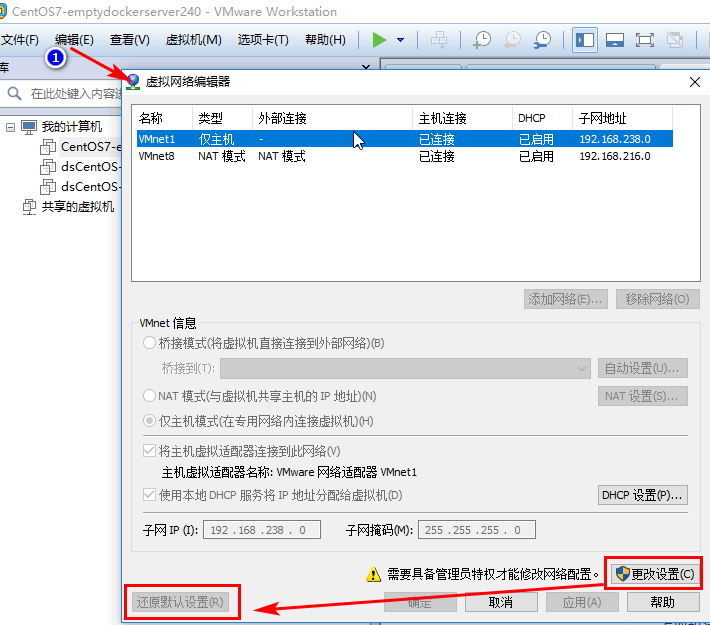 CentOS7-emptydockerserver240 - VMware Workstation
文件(F) 编辑(E) 查看(V) 虚拟机(M) 选项卡(T) 帮助(H)
1
库
虚拟网络编辑器
在此处键入内容进
我的计算机
CentOS7-e
dsCentOS-
dsCentOS-
共享的虚拟机
名称 类型 外部连接 主机连接 DHCP 子网地址
VMnet1 仅主机 - 已连接 已启用 192.168.238.0
VMnet8 NAT 模式 NAT 模式 已连接 已启用 192.168.216.0
添加网络(E)... 移除网络(O)
VMnet 信息
桥接模式(将虚拟机直接连接到外部网络)(B)
桥接到(T): 自动设置(U)...
NAT 模式(与虚拟机共享主机的 IP 地址)(N) NAT 设置(S)...
仅主机模式(在专用网络内连接虚拟机)(H)
将主机虚拟适配器连接到此网络(V)
主机虚拟适配器名称: VMware 网络适配器 VMnet1
使用本地 DHCP 服务将 IP 地址分配给虚拟机(D) DHCP 设置(P)...
子网 IP (I): 192 . 168 . 238 . 0 子网掩码(M): 255 . 255 . 255 . 0
需要具备管理员特权才能修改网络配置。 更改设置(C)
还原默认设置(R) 确定 取消 应用(A) 帮助